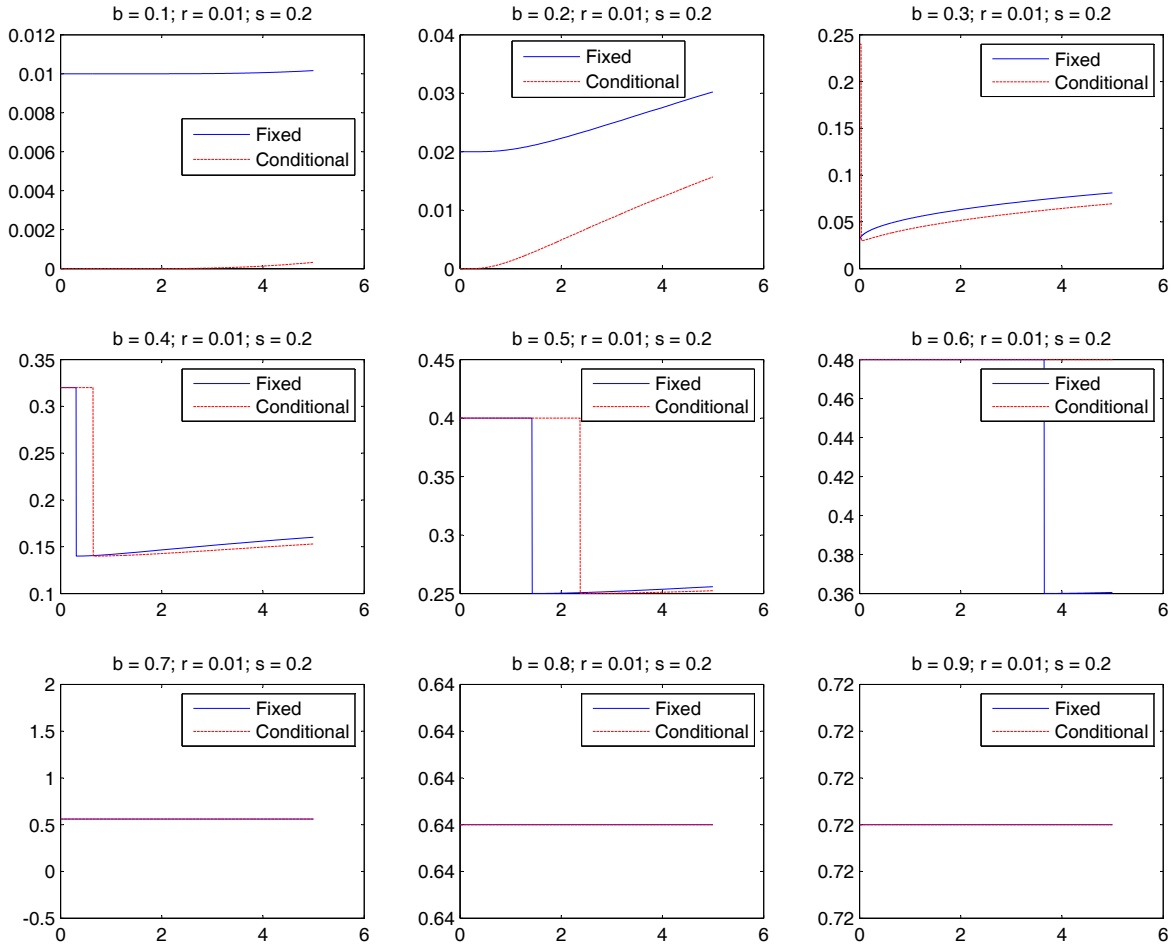 b = 0.1; r = 0.01; s = 0.2
0.012
0.01
0.008
0.006
0.004
0.002
0
0 2 4 6
Fixed
Conditional
b = 0.2; r = 0.01; s = 0.2
0.04
0.03
0.02
0.01
0
0 2 4 6
Fixed
Conditional
b = 0.3; r = 0.01; s = 0.2
0.25
0.2
0.15
0.1
0.05
0
0 2 4 6
Fixed
Conditional
b = 0.4; r = 0.01; s = 0.2
0.35
0.3
0.25
0.2
0.15
0.1
0 2 4 6
Fixed
Conditional
b = 0.5; r = 0.01; s = 0.2
0.45
0.4
0.35
0.3
0.25
0 2 4 6
Fixed
Conditional
b = 0.6; r = 0.01; s = 0.2
0.48
0.46
0.44
0.42
0.4
0.38
0.36
0 2 4 6
Fixed
Conditional
b = 0.7; r = 0.01; s = 0.2
2
1.5
1
0.5
0
-0.5
0 2 4 6
Fixed
Conditional
b = 0.8; r = 0.01; s = 0.2
0.64
0.64
0.64
0.64
0.64
0.64
0 2 4 6
Fixed
Conditional
b = 0.9; r = 0.01; s = 0.2
0.72
0.72
0.72
0.72
0.72
0.72
0 2 4 6
Fixed
Conditional